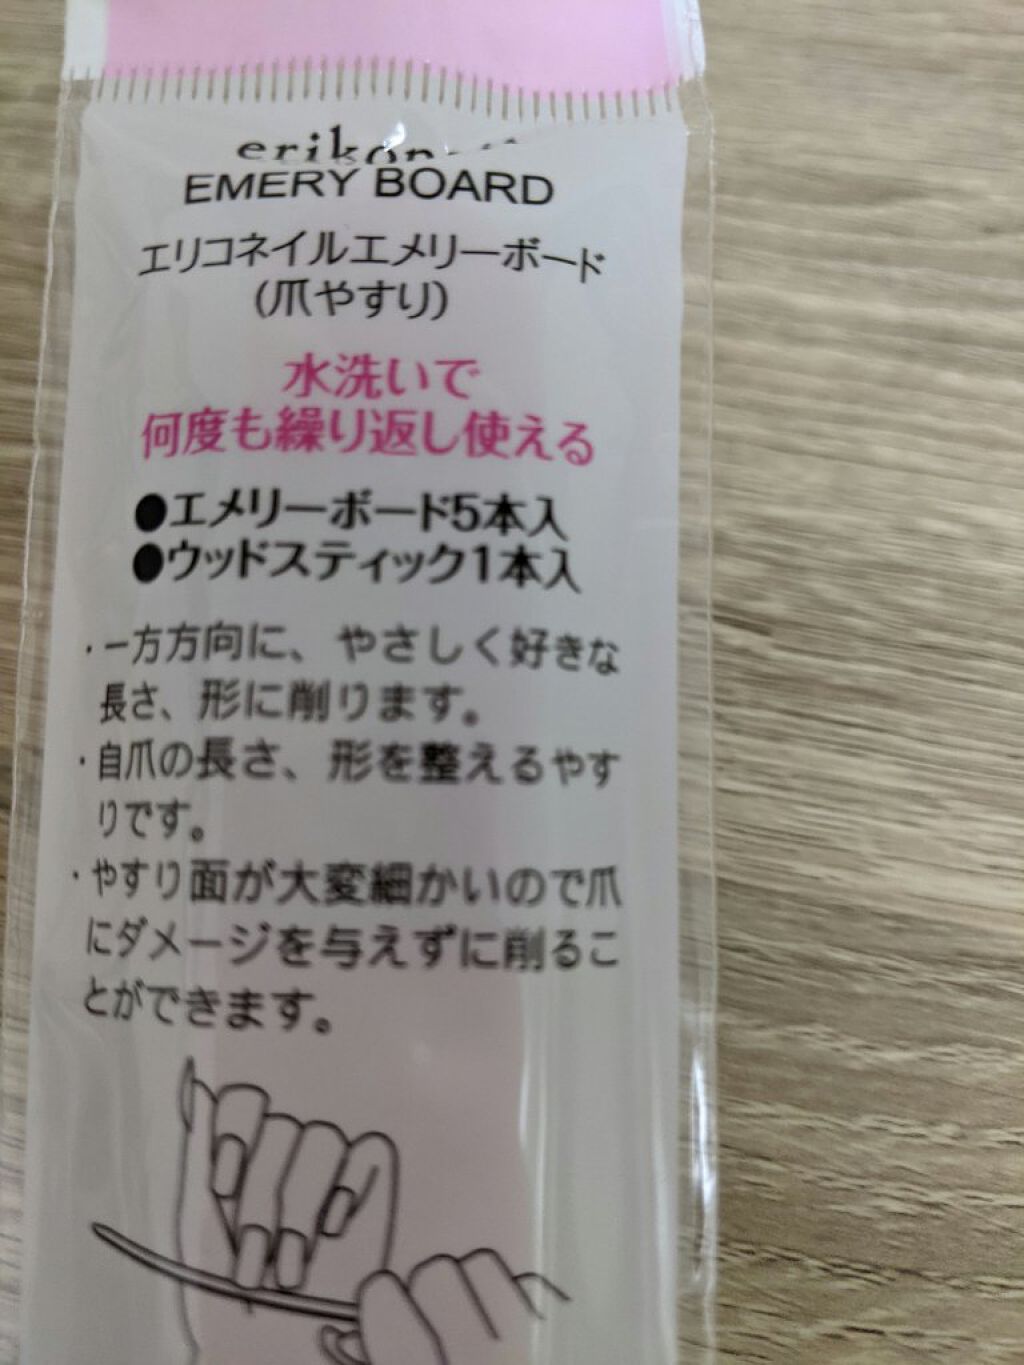 EMERY BOARD
エリコネイルエメリーボード
(爪やすり)
水洗いで
何度も繰り返し使える
●エメリーボード5本入
●ウッドスティック1本入
・一方方向に、やさしく好きな
長さ、形に削ります。
・自爪の長さ、形を整えるやす
りです。
・やすり面が大変細かいので爪
にダメージを与えずに削るこ
とができます。